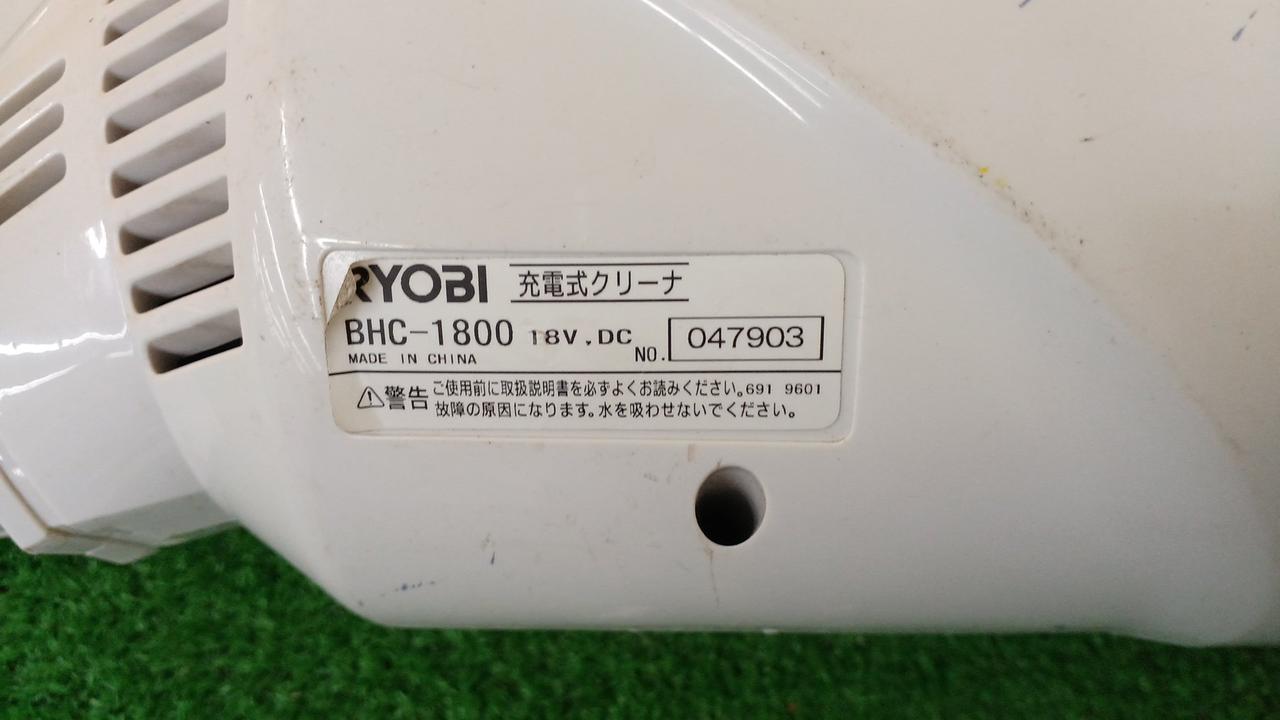 RYOBI 充電式クリーナ
BHC-1800 18V.DC NO. 047903
MADE IN CHINA
⚠警告 ご使用前に取扱説明書を必ずよくお読みください。691 9601
故障の原因になります。水を吸わせないでください。